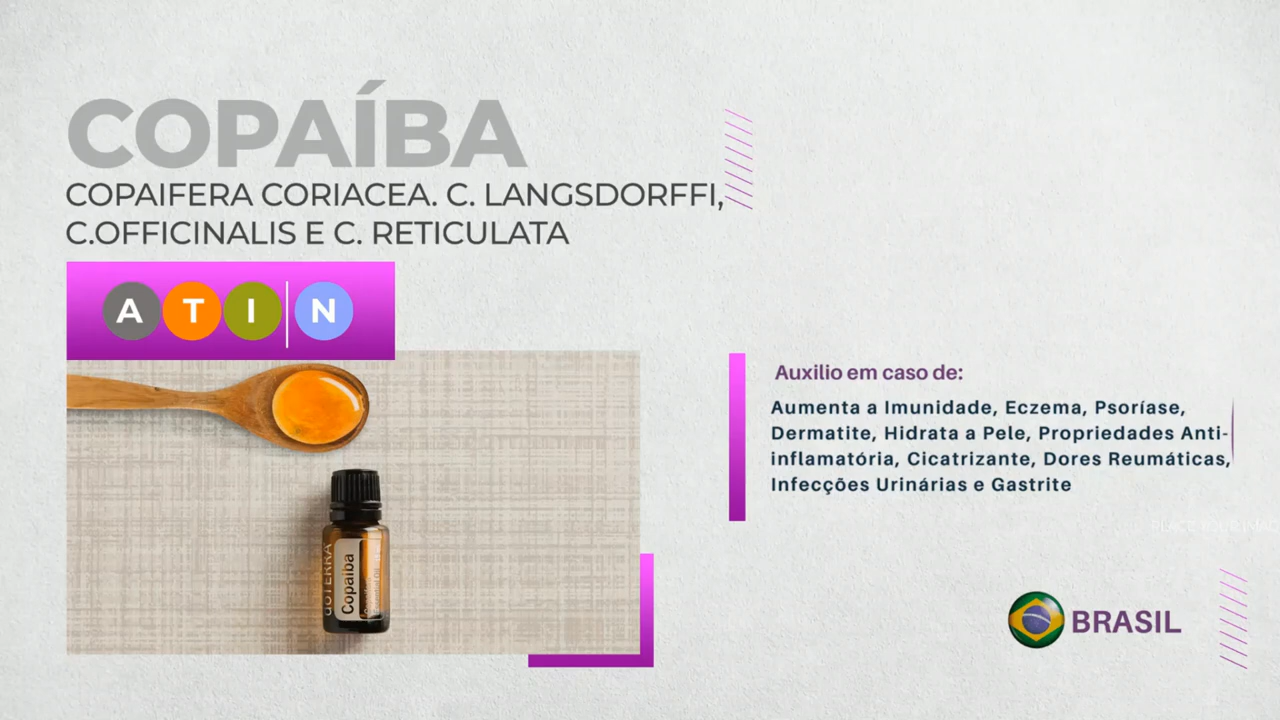 COPAÍBA
COPAIFERA CORIACEA. C. LANGSDORFFI,
C.OFFICINALIS E C. RETICULATA
A T I N
dōTERRA
Copaiba
Auxilio em caso de:
Aumenta a Imunidade, Eczema, Psoríase,
Dermatite, Hidrata a Pele, Propriedades Anti-
inflamatória, Cicatrizante, Dores Reumáticas,
Infecções Urinárias e Gastrite
BRASIL